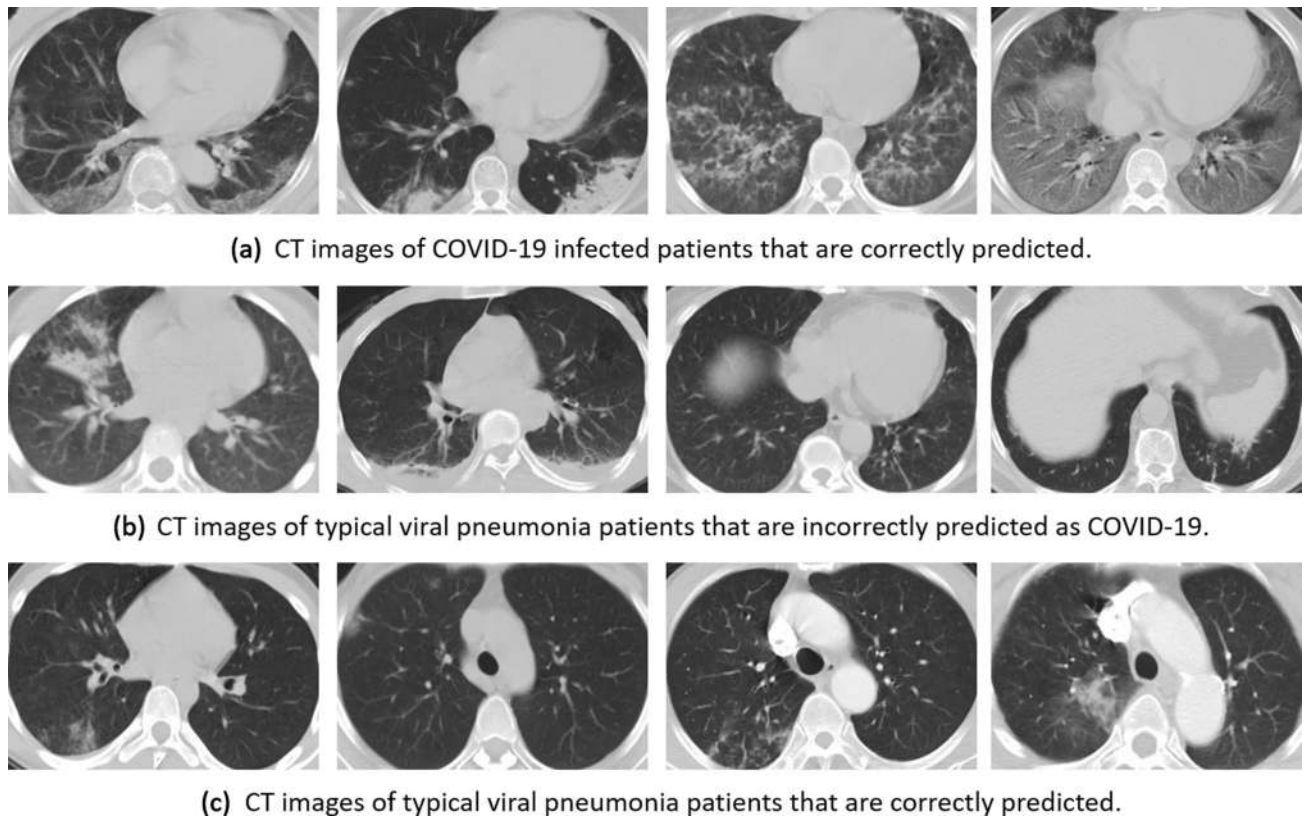 (a) CT images of COVID-19 infected patients that are correctly predicted.
(b) CT images of typical viral pneumonia patients that are incorrectly predicted as COVID-19.
(c) CT images of typical viral pneumonia patients that are correctly predicted.